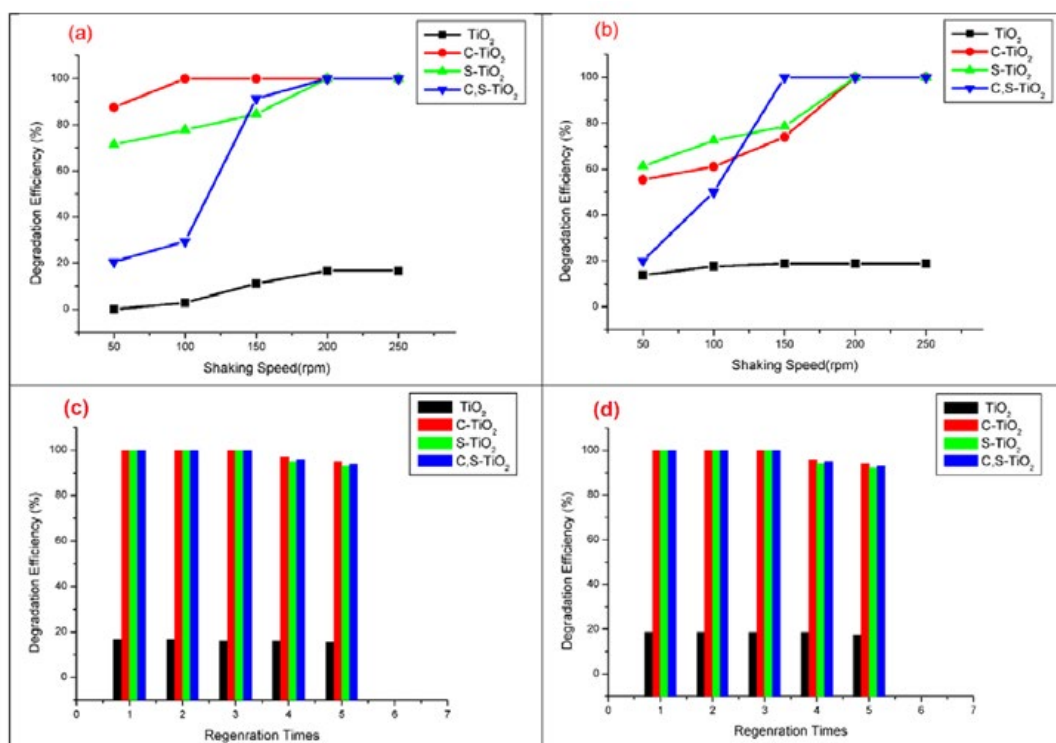 (a)
TiO₂
C-TiO₂
S-TiO₂
C,S-TiO₂
Degradation Efficiency (%)
100
80
60
40
20
0
50 100 150 200 250
Shaking Speed(rpm)
(b)
TiO₂
C-TiO₂
S-TiO₂
C,S-TiO₂
Degradation Efficiency (%)
100
80
60
40
20
0
50 100 150 200 250
Shaking Speed(rpm)
(c)
TiO₂
C-TiO₂
S-TiO₂
C,S-TiO₂
Degradation Efficiency (%)
100
80
60
40
20
0
0 1 2 3 4 5 6 7
Regenration Times
(d)
TiO₂
C-TiO₂
S-TiO₂
C,S-TiO₂
Degradation Efficiency (%)
100
80
60
40
20
0
0 1 2 3 4 5 6 7
Regenration Times